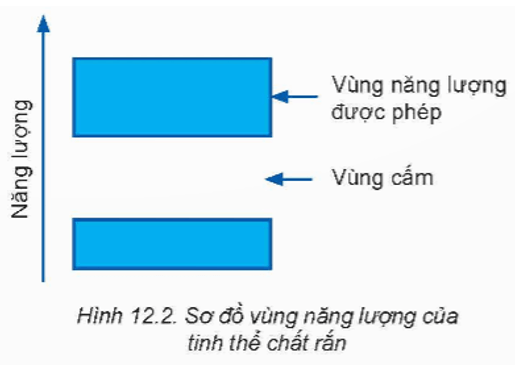 Năng lượng
Vùng năng lượng
được phép
Vùng cấm
Hình 12.2. Sơ đồ vùng năng lượng của
tinh thể chất rắn